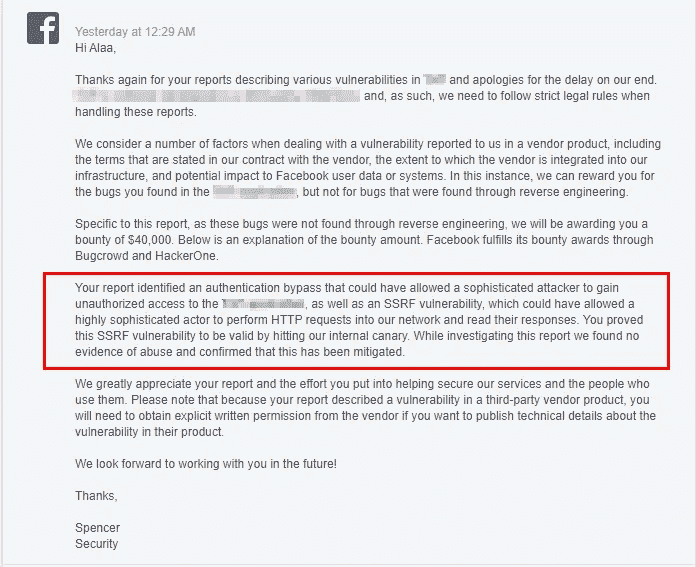 f
Yesterday at 12:29 AM
Hi Alaa,
Thanks again for your reports describing various vulnerabilities in and apologies for the delay on our end.
and, as such, we need to follow strict legal rules when
handling these reports.
We consider a number of factors when dealing with a vulnerability reported to us in a vendor product, including
the terms that are stated in our contract with the vendor, the extent to which the vendor is integrated into our
infrastructure, and potential impact to Facebook user data or systems. In this instance, we can reward you for
the bugs you found in the , but not for bugs that were found through reverse engineering.
Specific to this report, as these bugs were not found through reverse engineering, we will be awarding you a
bounty of $40,000. Below is an explanation of the bounty amount. Facebook fulfills its bounty awards through
Bugcrowd and HackerOne.
Your report identified an authentication bypass that could have allowed a sophisticated attacker to gain
unauthorized access to the , as well as an SSRF vulnerability, which could have allowed a
highly sophisticated actor to perform HTTP requests into our network and read their responses. You proved
this SSRF vulnerability to be valid by hitting our internal canary. While investigating this report we found no
evidence of abuse and confirmed that this has been mitigated.
We greatly appreciate your report and the effort you put into helping secure our services and the people who
use them. Please note that because your report described a vulnerability in a third-party vendor product, you
will need to obtain explicit written permission from the vendor if you want to publish technical details about the
vulnerability in their product.
We look forward to working with you in the future!
Thanks,
Spencer
Security